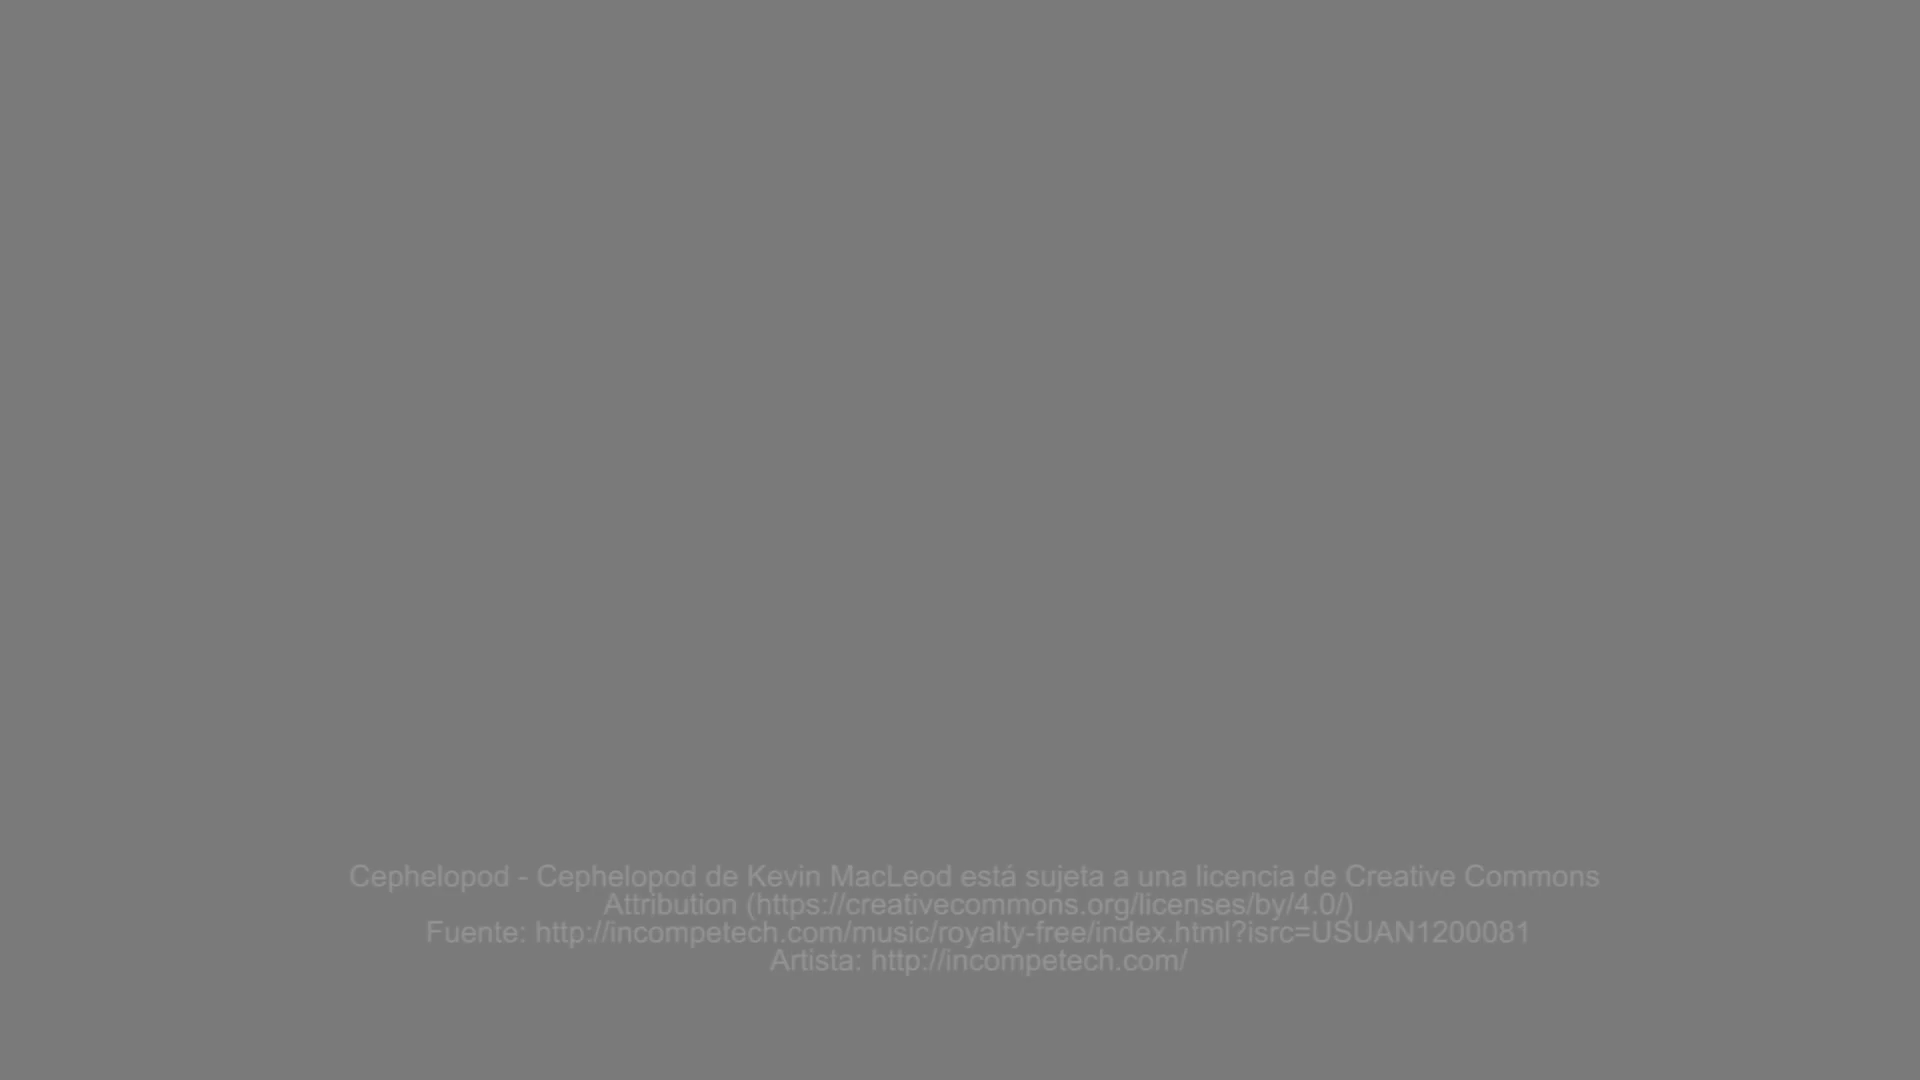 Cephelopod - Cephelopod de Kevin MacLeod está sujeta a una licencia de Creative Commons
Attribution (https://creativecommons.org/licenses/by/4.0/)
Fuente: http://incompetech.com/music/royalty-free/index.html?isrc=USUAN1200081
Artista: http://incompetech.com/